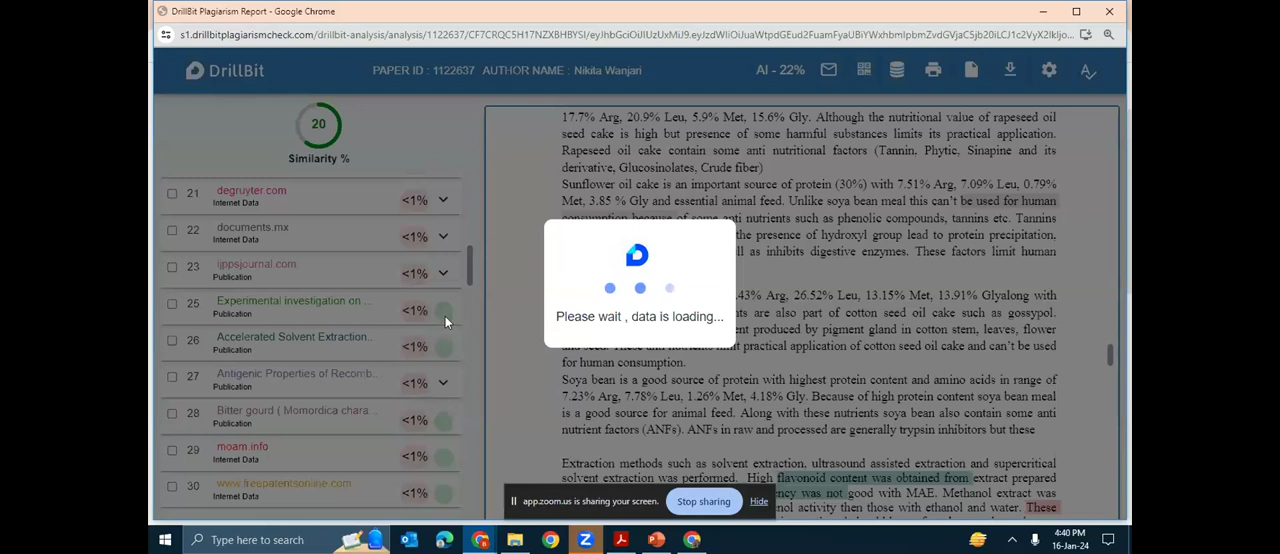 DrillBit Plagiarism Report - Google Chrome
DrillBit
PAPER ID : 1122637 AUTHOR NAME : Nikita Wanjari
AI - 22%
20
Similarity %
21 degruyter.com <1%
Internet Data
22 documents.mx <1%
Internet Data
23 ijppsjournal.com <1%
Publication
25 Experimental investigation on ... <1%
Publication
26 Accelerated Solvent Extraction.. <1%
Publication
27 Antigenic Properties of Recomb.. <1%
Publication
28 Bitter gourd ( Momordica chara... <1%
Publication
29 moam.info <1%
Internet Data
30 www.freepatentsonline.com <1%
Internet Data
17.7% Arg, 20.9% Leu, 5.9% Met, 15.6% Gly. Although the nutritional value of rapeseed oil
seed cake is high but presence of some harmful substances limits its practical application.
Rapeseed oil cake contain some anti nutritional factors (Tannin, Phytic, Sinapine and its
derivative, Glucosinolates, Crude fiber)
Sunflower oil cake is an important source of protein (30%) with 7.51% Arg, 7.09% Leu, 0.79%
Met, 3.85 % Gly and essential animal feed. Unlike soya bean meal this can't be used for human
consumption because of some anti nutrients such as phenolic compounds, tannins etc. Tannins
the presence of hydroxyl group lead to protein precipitation,
as inhibits digestive enzymes. These factors limit human
43% Arg, 26.52% Leu, 13.15% Met, 13.91% Glyalong with
are also part of cotton seed oil cake such as gossypol.
produced by pigment gland in cotton stem, leaves, flower
limit practical application of cotton seed oil cake and can't be used
for human consumption.
Soya bean is a good source of protein with highest protein content and amino acids in range of
7.23% Arg, 7.78% Leu, 1.26% Met, 4.18% Gly. Because of high protein content soya bean meal
is a good source for animal feed. Along with these nutrients soya bean also contain some anti
nutrient factors (ANFs). ANFs in raw and processed are generally trypsin inhibitors but these
Extraction methods such as solvent extraction, ultrasound assisted extraction and supercritical
solvent extraction was performed. High flavonoid content was obtained from extract prepared
was not good with MAE. Methanol extract was
activity then those with ethanol and water. These
Please wait , data is loading...
app.zoom.us is sharing your screen. Stop sharing Hide
Type here to search
4:40 PM
16-Jan-24